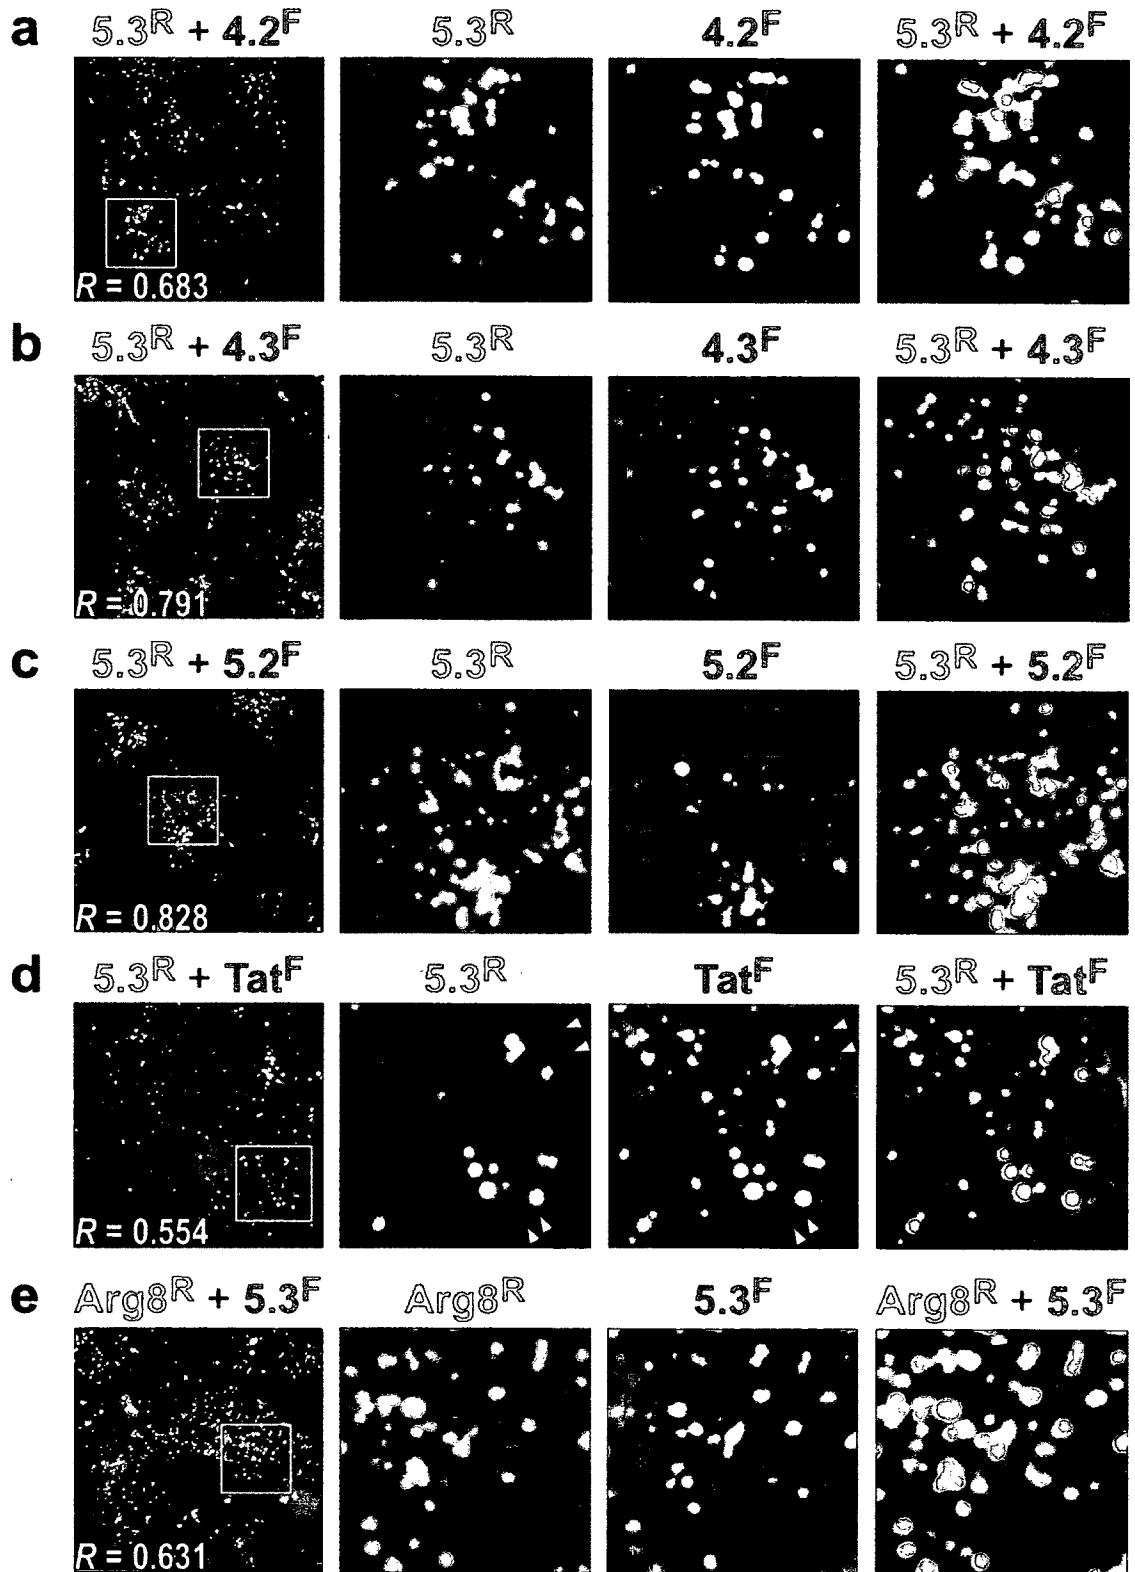 a 5.3R + 4.2F 5.3R 4.2F 5.3R + 4.2F
R = 0.683
b 5.3R + 4.3F 5.3R 4.3F 5.3R + 4.3F
R = 0.791
c 5.3R + 5.2F 5.3R 5.2F 5.3R + 5.2F
R = 0.828
d 5.3R + TatF 5.3R TatF 5.3R + TatF
R = 0.554
e Arg8R + 5.3F Arg8R 5.3F Arg8R + 5.3F
R = 0.631